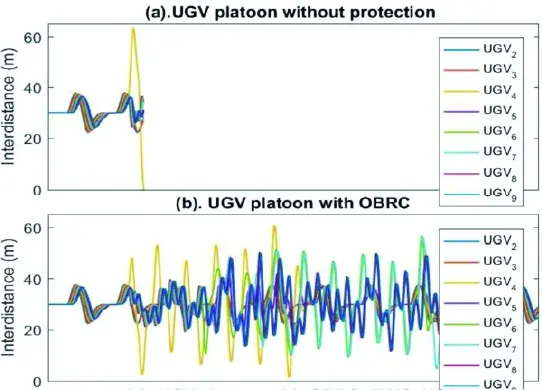 (a).UGV platoon without protection
Interdistance (m)
60
40
20
0
UGV2
UGV3
UGV4
UGV5
UGV6
UGV7
UGV8
UGV9
(b). UGV platoon with OBRC
Interdistance (m)
60
40
20
0
UGV2
UGV3
UGV4
UGV5
UGV6
UGV7
UGV8